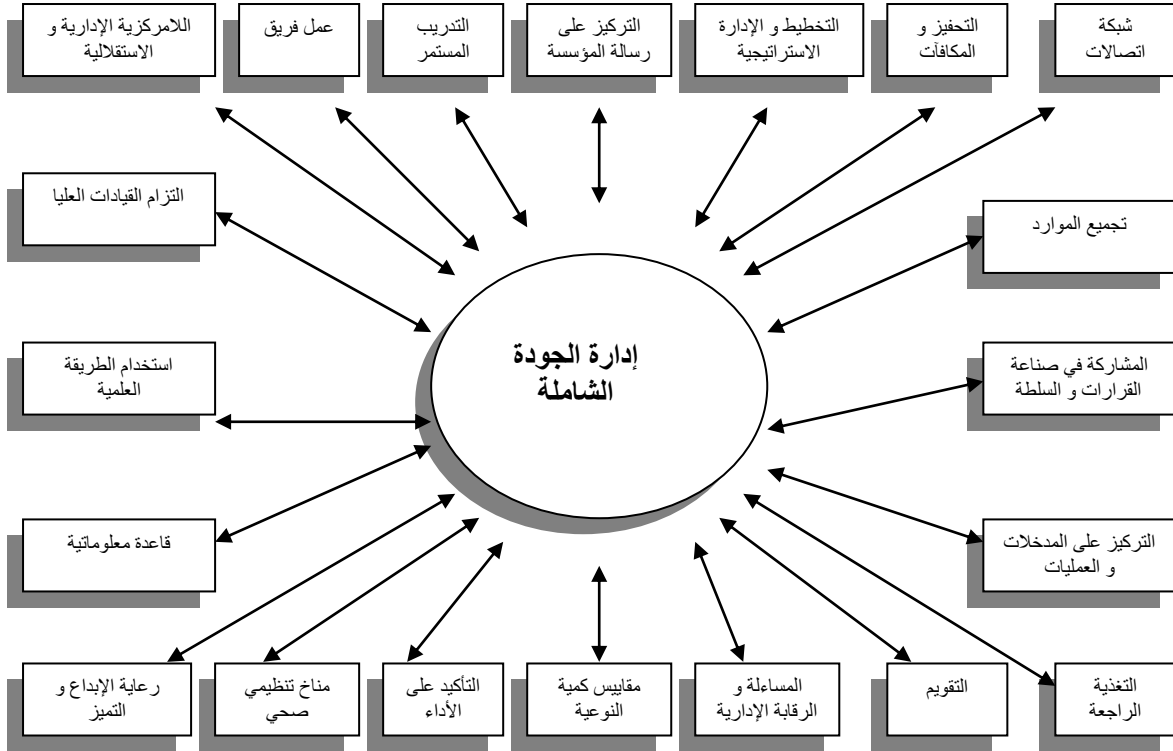 شبكة
اتصالات
التحفيز و
المكافآت
التخطيط و الإدارة
الاستراتيجية
التركيز على
رسالة المؤسسة
التدريب
المستمر
عمل فريق
اللامركزية الإدارية و
الاستقلالية
تجميع الموارد
التزام القيادات العليا
إدارة الجودة
الشاملة
المشاركة في صناعة
القرارات و السلطة
استخدام الطريقة
العلمية
التركيز على المدخلات
و العمليات
قاعدة معلوماتية
التغذية
الراجعة
التقويم
المساءلة و
الرقابة الإدارية
مقاييس كمية
النوعية
التأكيد على
الأداء
مناخ تنظيمي
صحي
رعاية الإبداع و
التميز